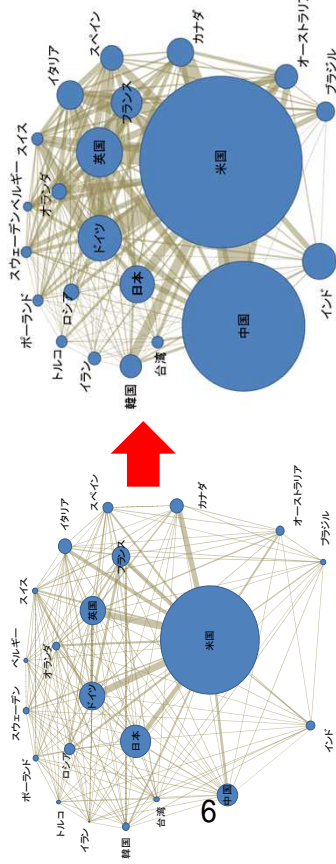 スペイン
イタリア
スイス
ベルギー
スウェーデン
ポーランド
ロシア
トルコ
イラン
韓国
台湾
中国
インド
ブラジル
オーストラリア
カナダ
フランス
英国
オランダ
ドイツ
日本
米国
6
スペイン
イタリア
スイス
ベルギー
スウェーデン
ポーランド
ロシア
トルコ
イラン
韓国
台湾
中国
インド
ブラジル
オーストラリア
カナダ
フランス
英国
オランダ
ドイツ
日本
米国